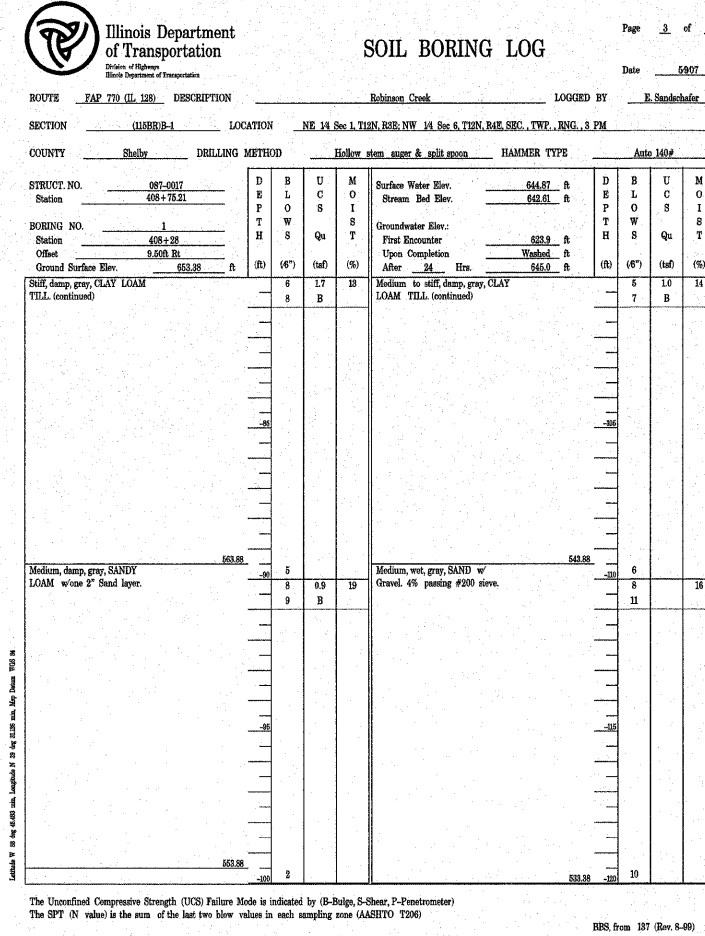 Illinois Department
of Transportation
Division of Highways
Illinois Department of Transportation
SOIL BORING LOG
Page 3 of
Date 5/9/07
ROUTE FAP 770 (IL 128) DESCRIPTION Robinson Creek LOGGED BY E. Sandschafer
SECTION (115BR)B-1 LOCATION NE 1/4 Sec 1, T12N, R3E; NW 1/4 Sec 6, T12N, R4E, SEC. , TWP. , RNG. , 3 PM
COUNTY Shelby DRILLING METHOD Hollow stem auger & split spoon HAMMER TYPE Auto 140#
STRUCT. NO. 087-0017
Station 408+75.21
BORING NO. 1
Station 408+28
Offset 9.50ft Rt
Ground Surface Elev. 653.38 ft
D E P T H (ft)
B L O W S (/6")
U C S Qu (tsf)
M O I S T (%)
Surface Water Elev. 644.87 ft
Stream Bed Elev. 642.61 ft
Groundwater Elev.:
First Encounter 623.9 ft
Upon Completion Washed ft
After 24 Hrs. 645.0 ft
D E P T H (ft)
B L O W S (/6")
U C S Qu (tsf)
M O I S T (%)
Stiff, damp, gray, CLAY LOAM 6 1.7 13
TILL. (continued) 8 B
-85
563.88
Medium, damp, gray, SANDY -90 5
LOAM w/one 2" Sand layer. 8 0.9 19
9 B
-95
553.88
-100 2
Medium to stiff, damp, gray, CLAY 5 1.0 14
LOAM TILL. (continued) 7 B
-105
543.88
Medium, wet, gray, SAND w/ -110 6
Gravel. 4% passing #200 sieve. 8 16
11
-115
533.38 -120 10
The Unconfined Compressive Strength (UCS) Failure Mode is indicated by (B-Bulge, S-Shear, P-Penetrometer)
The SPT (N value) is the sum of the last two blow values in each sampling zone (AASHTO T206)
BBS, from 137 (Rev. 8-99)